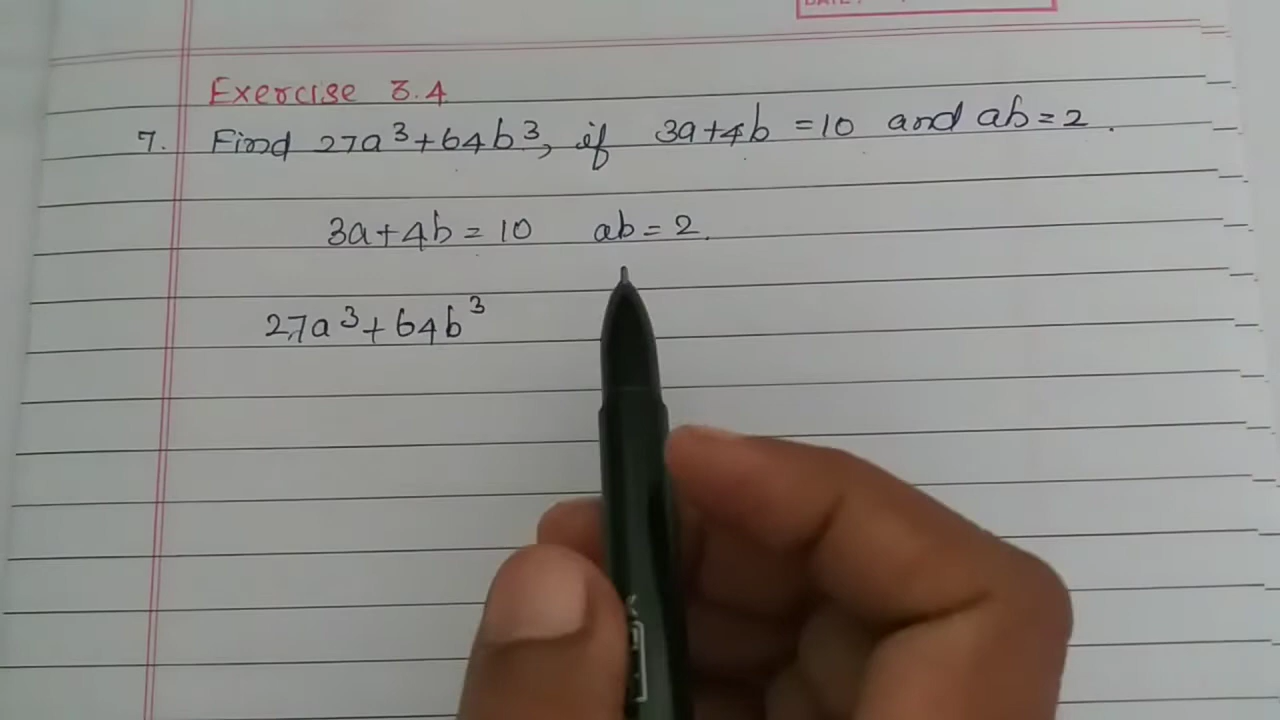 Exercise 3.4
7. Find 27a³+64b³, if 3a+4b=10 and ab=2.
3a+4b=10 ab=2.
27a³+64b³